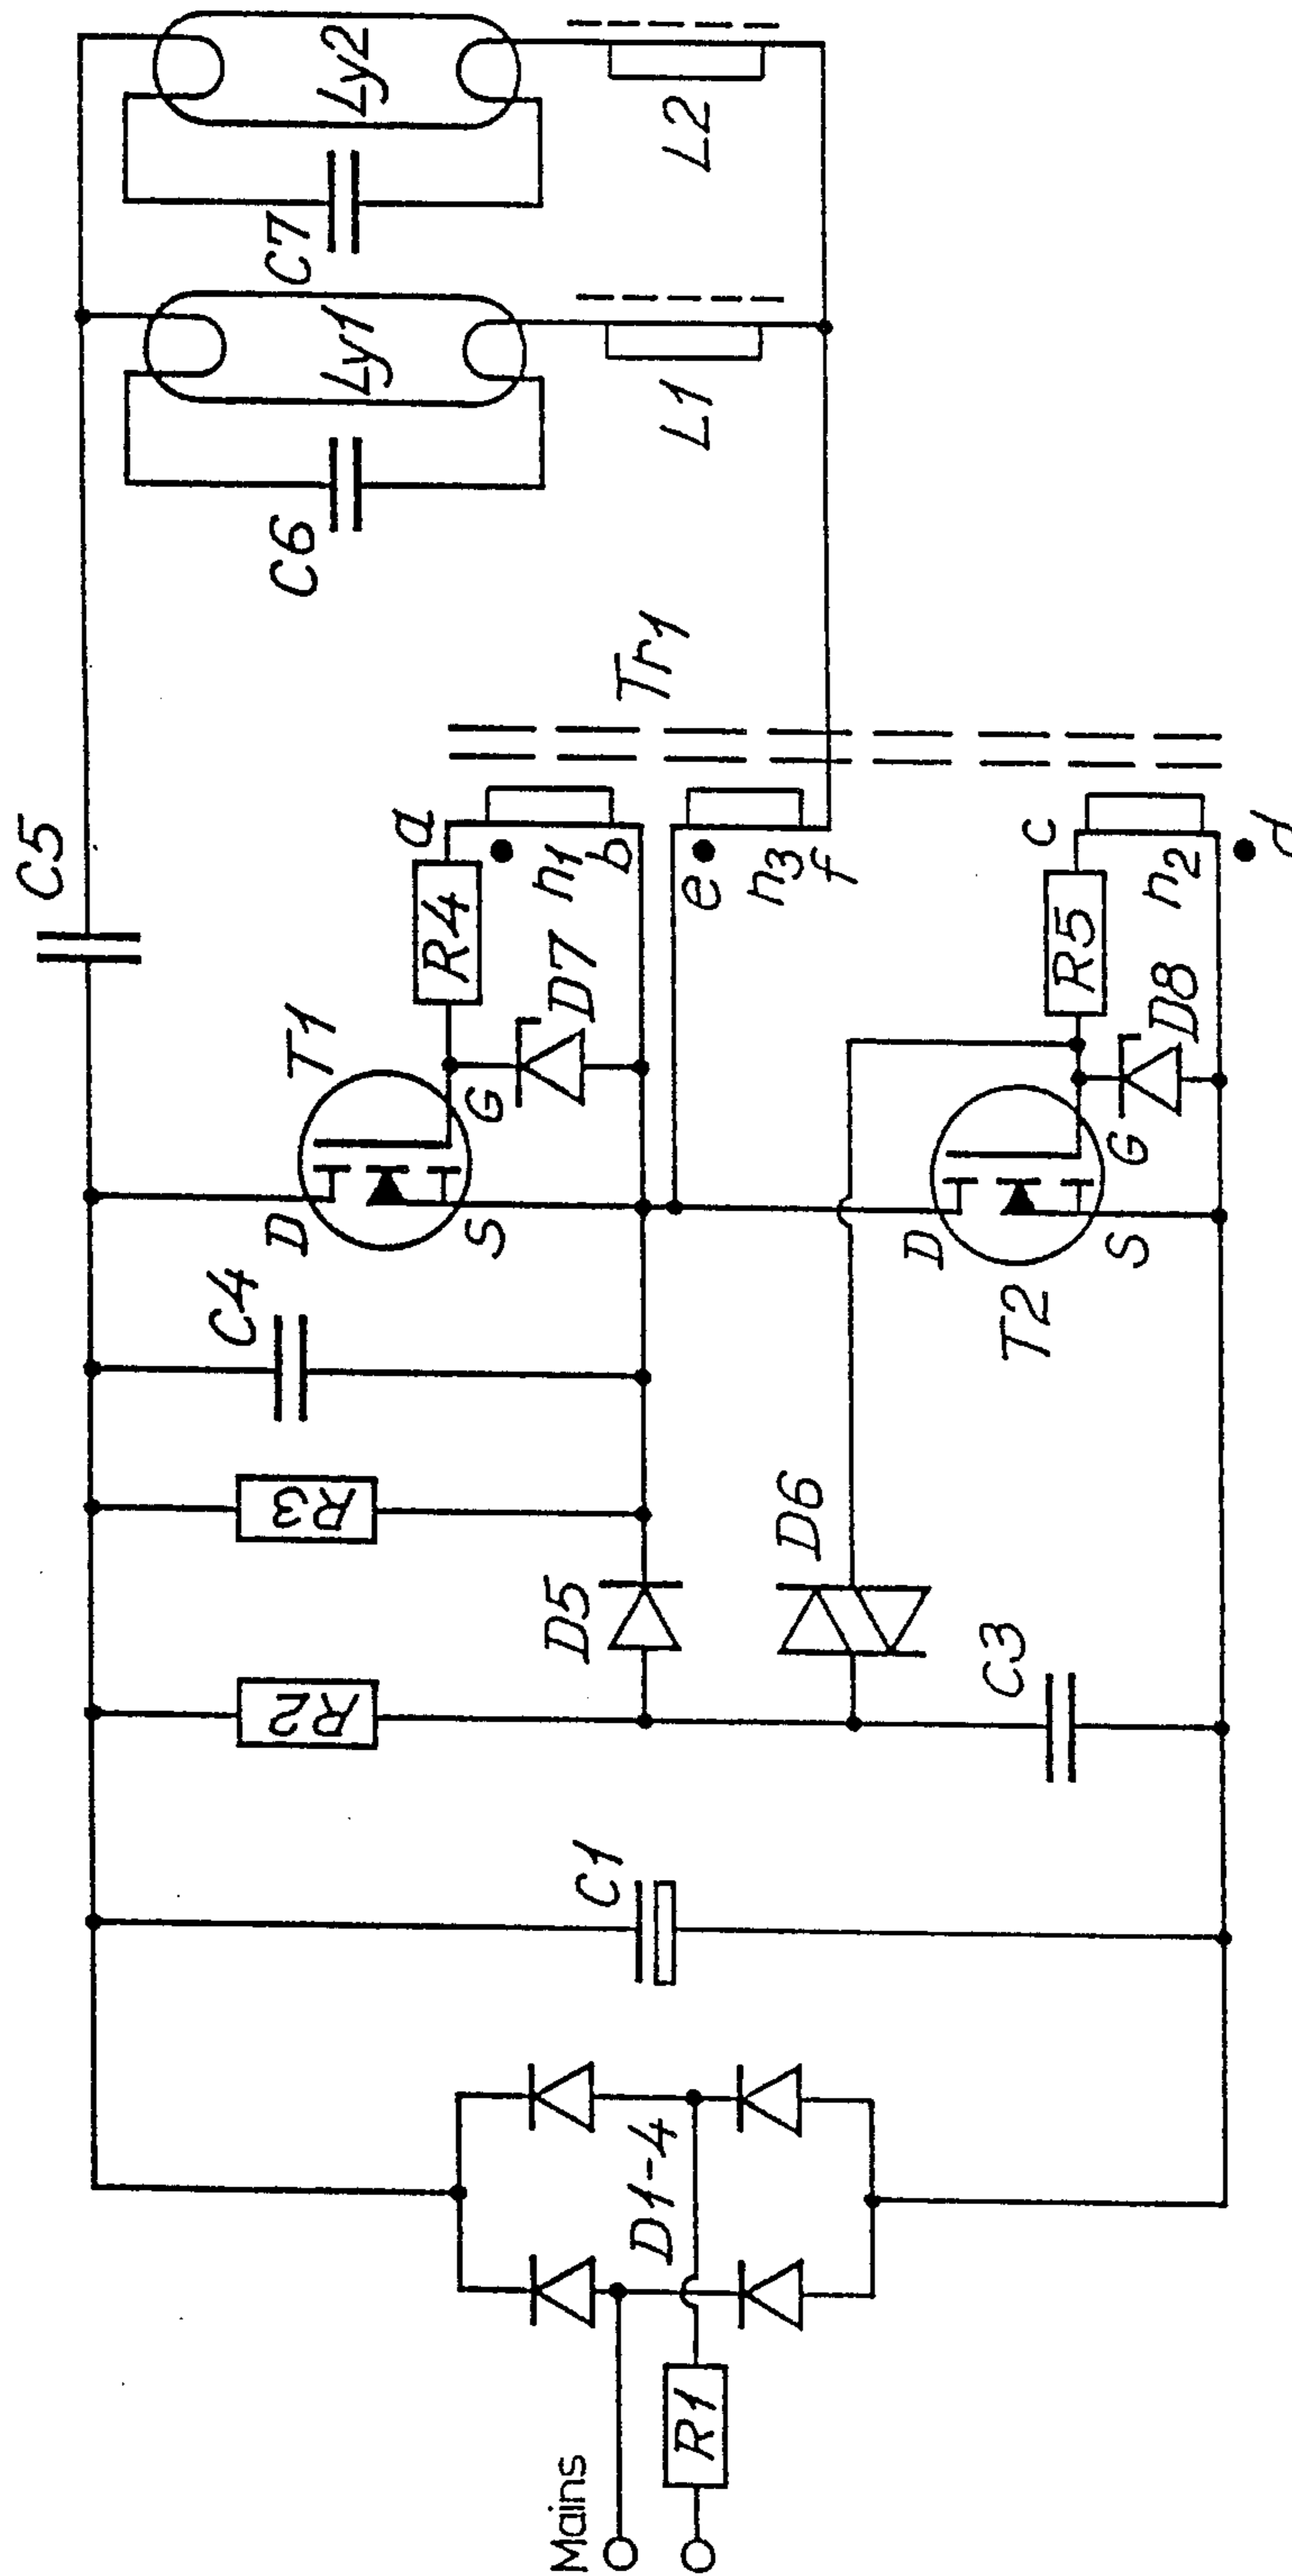 Mains
R1
D1-4
C1
R2
R3
C4
D5
D6
C3
T1
D
S
G
T2
D
S
G
D7
D8
R4
R5
a
n1
b
e
n3
f
c
n2
d
Tr1
C5
C6
C7
Ly1
Ly2
L1
L2